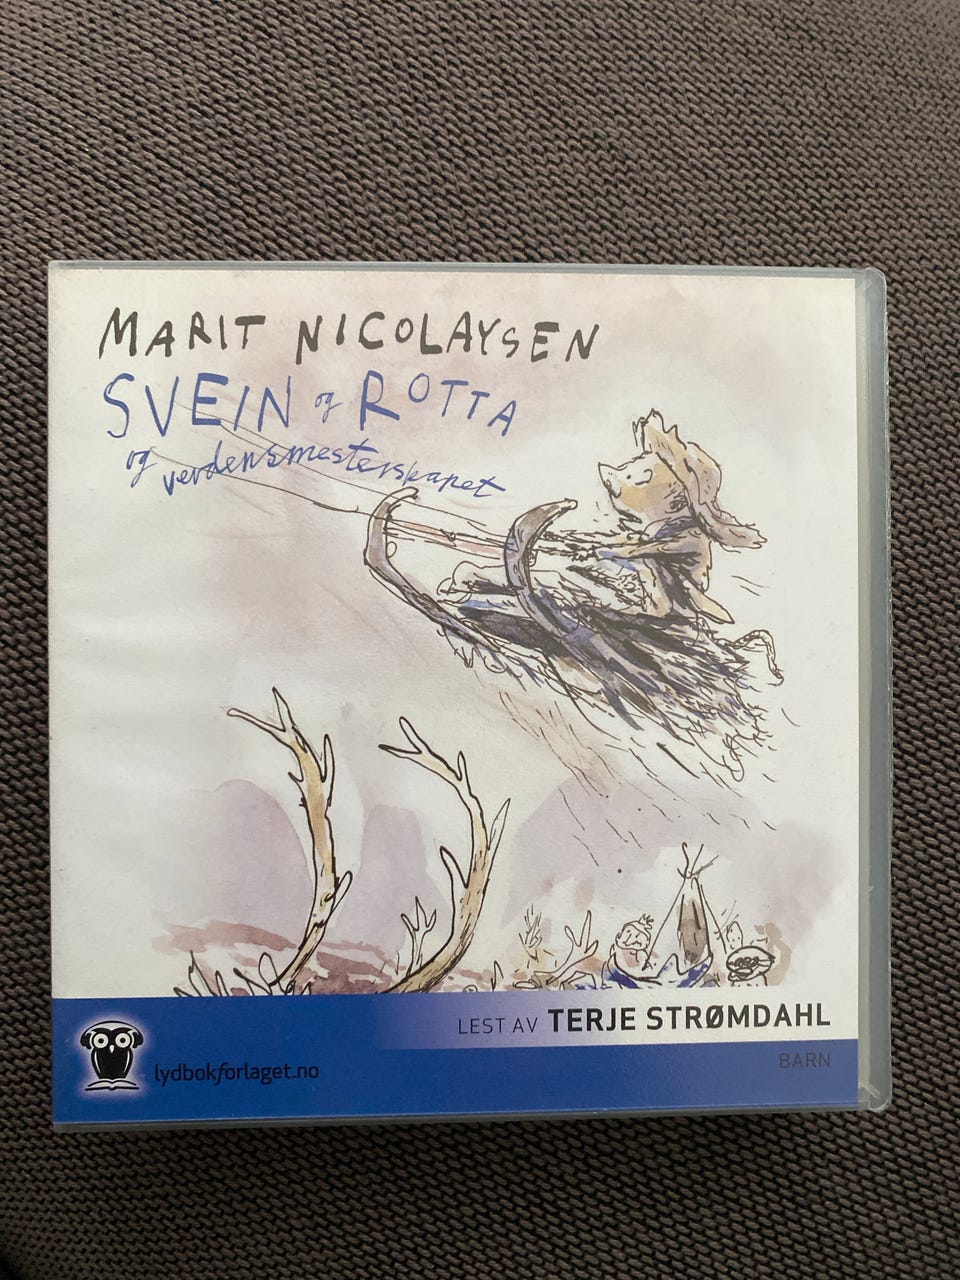 MARIT NICOLAYSEN
SVEIN og ROTTA
og verdensmesterskapet
LEST AV TERJE STRØMDAHL
BARN
lydbokforlaget.no